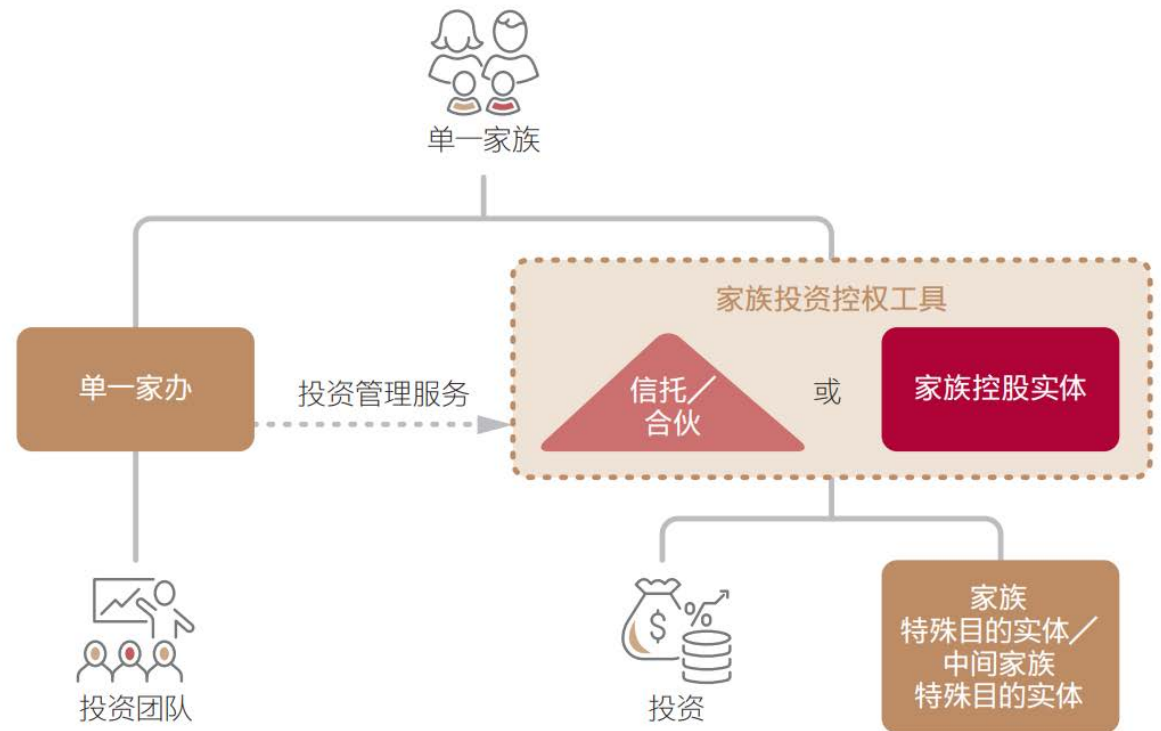 单一家族
家族投资控权工具
单一家办
投资管理服务
信托／
合伙
或
家族控股实体
$
%
投资团队
投资
家族
特殊目的实体／
中间家族
特殊目的实体